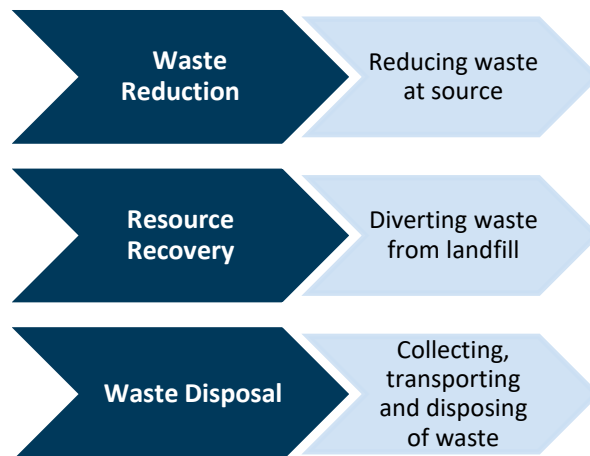 Waste
Reduction
Reducing waste
at source
Resource
Recovery
Diverting waste
from landfill
Waste Disposal
Collecting,
transporting
and disposing
of waste